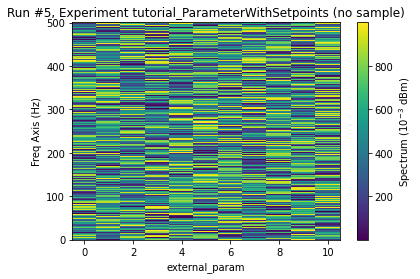 Run #5, Experiment tutorial_ParameterWithSetpoints (no sample)
500
400
300
200
100
0
Freq Axis (Hz)
0 2 4 6 8 10
external_param
800
600
400
200
Spectrum (10⁻³ dBm)